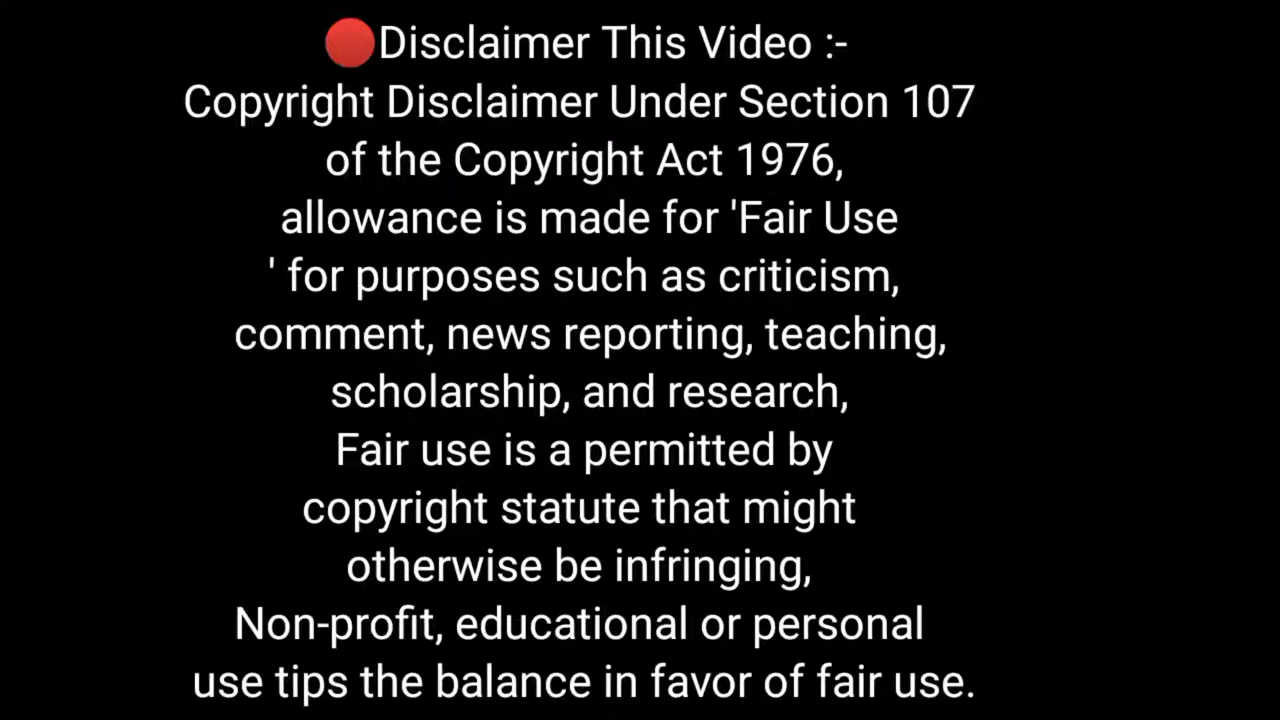 🔴Disclaimer This Video :-
Copyright Disclaimer Under Section 107
of the Copyright Act 1976,
allowance is made for 'Fair Use
' for purposes such as criticism,
comment, news reporting, teaching,
scholarship, and research,
Fair use is a permitted by
copyright statute that might
otherwise be infringing,
Non-profit, educational or personal
use tips the balance in favor of fair use.